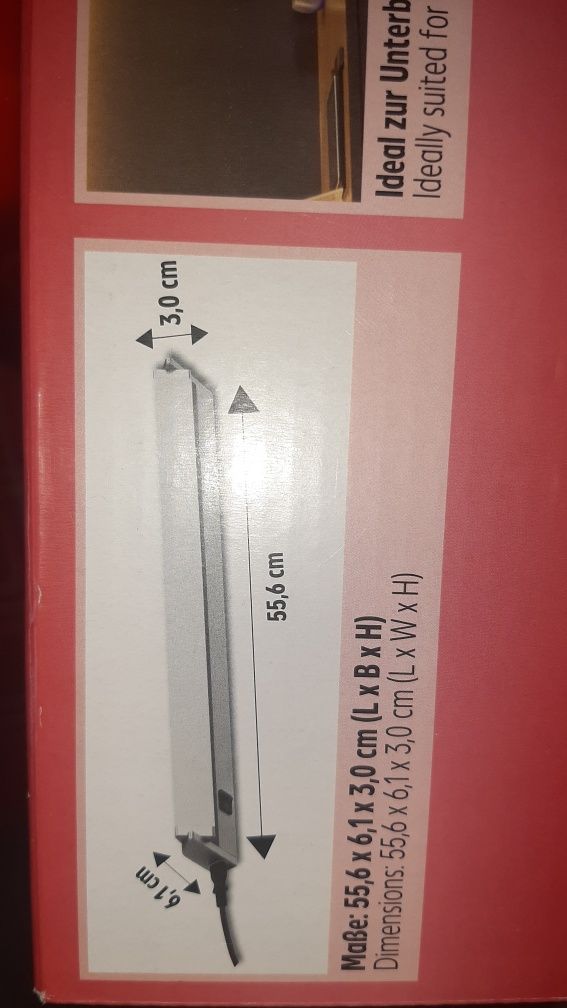 6,1 cm
3,0 cm
55,6 cm
Maße: 55,6 x 6,1 x 3,0 cm (L x B x H)
Dimensions: 55,6 x 6,1 x 3,0 cm (L x W x H)
Ideal zur Unterb
Ideally suited for